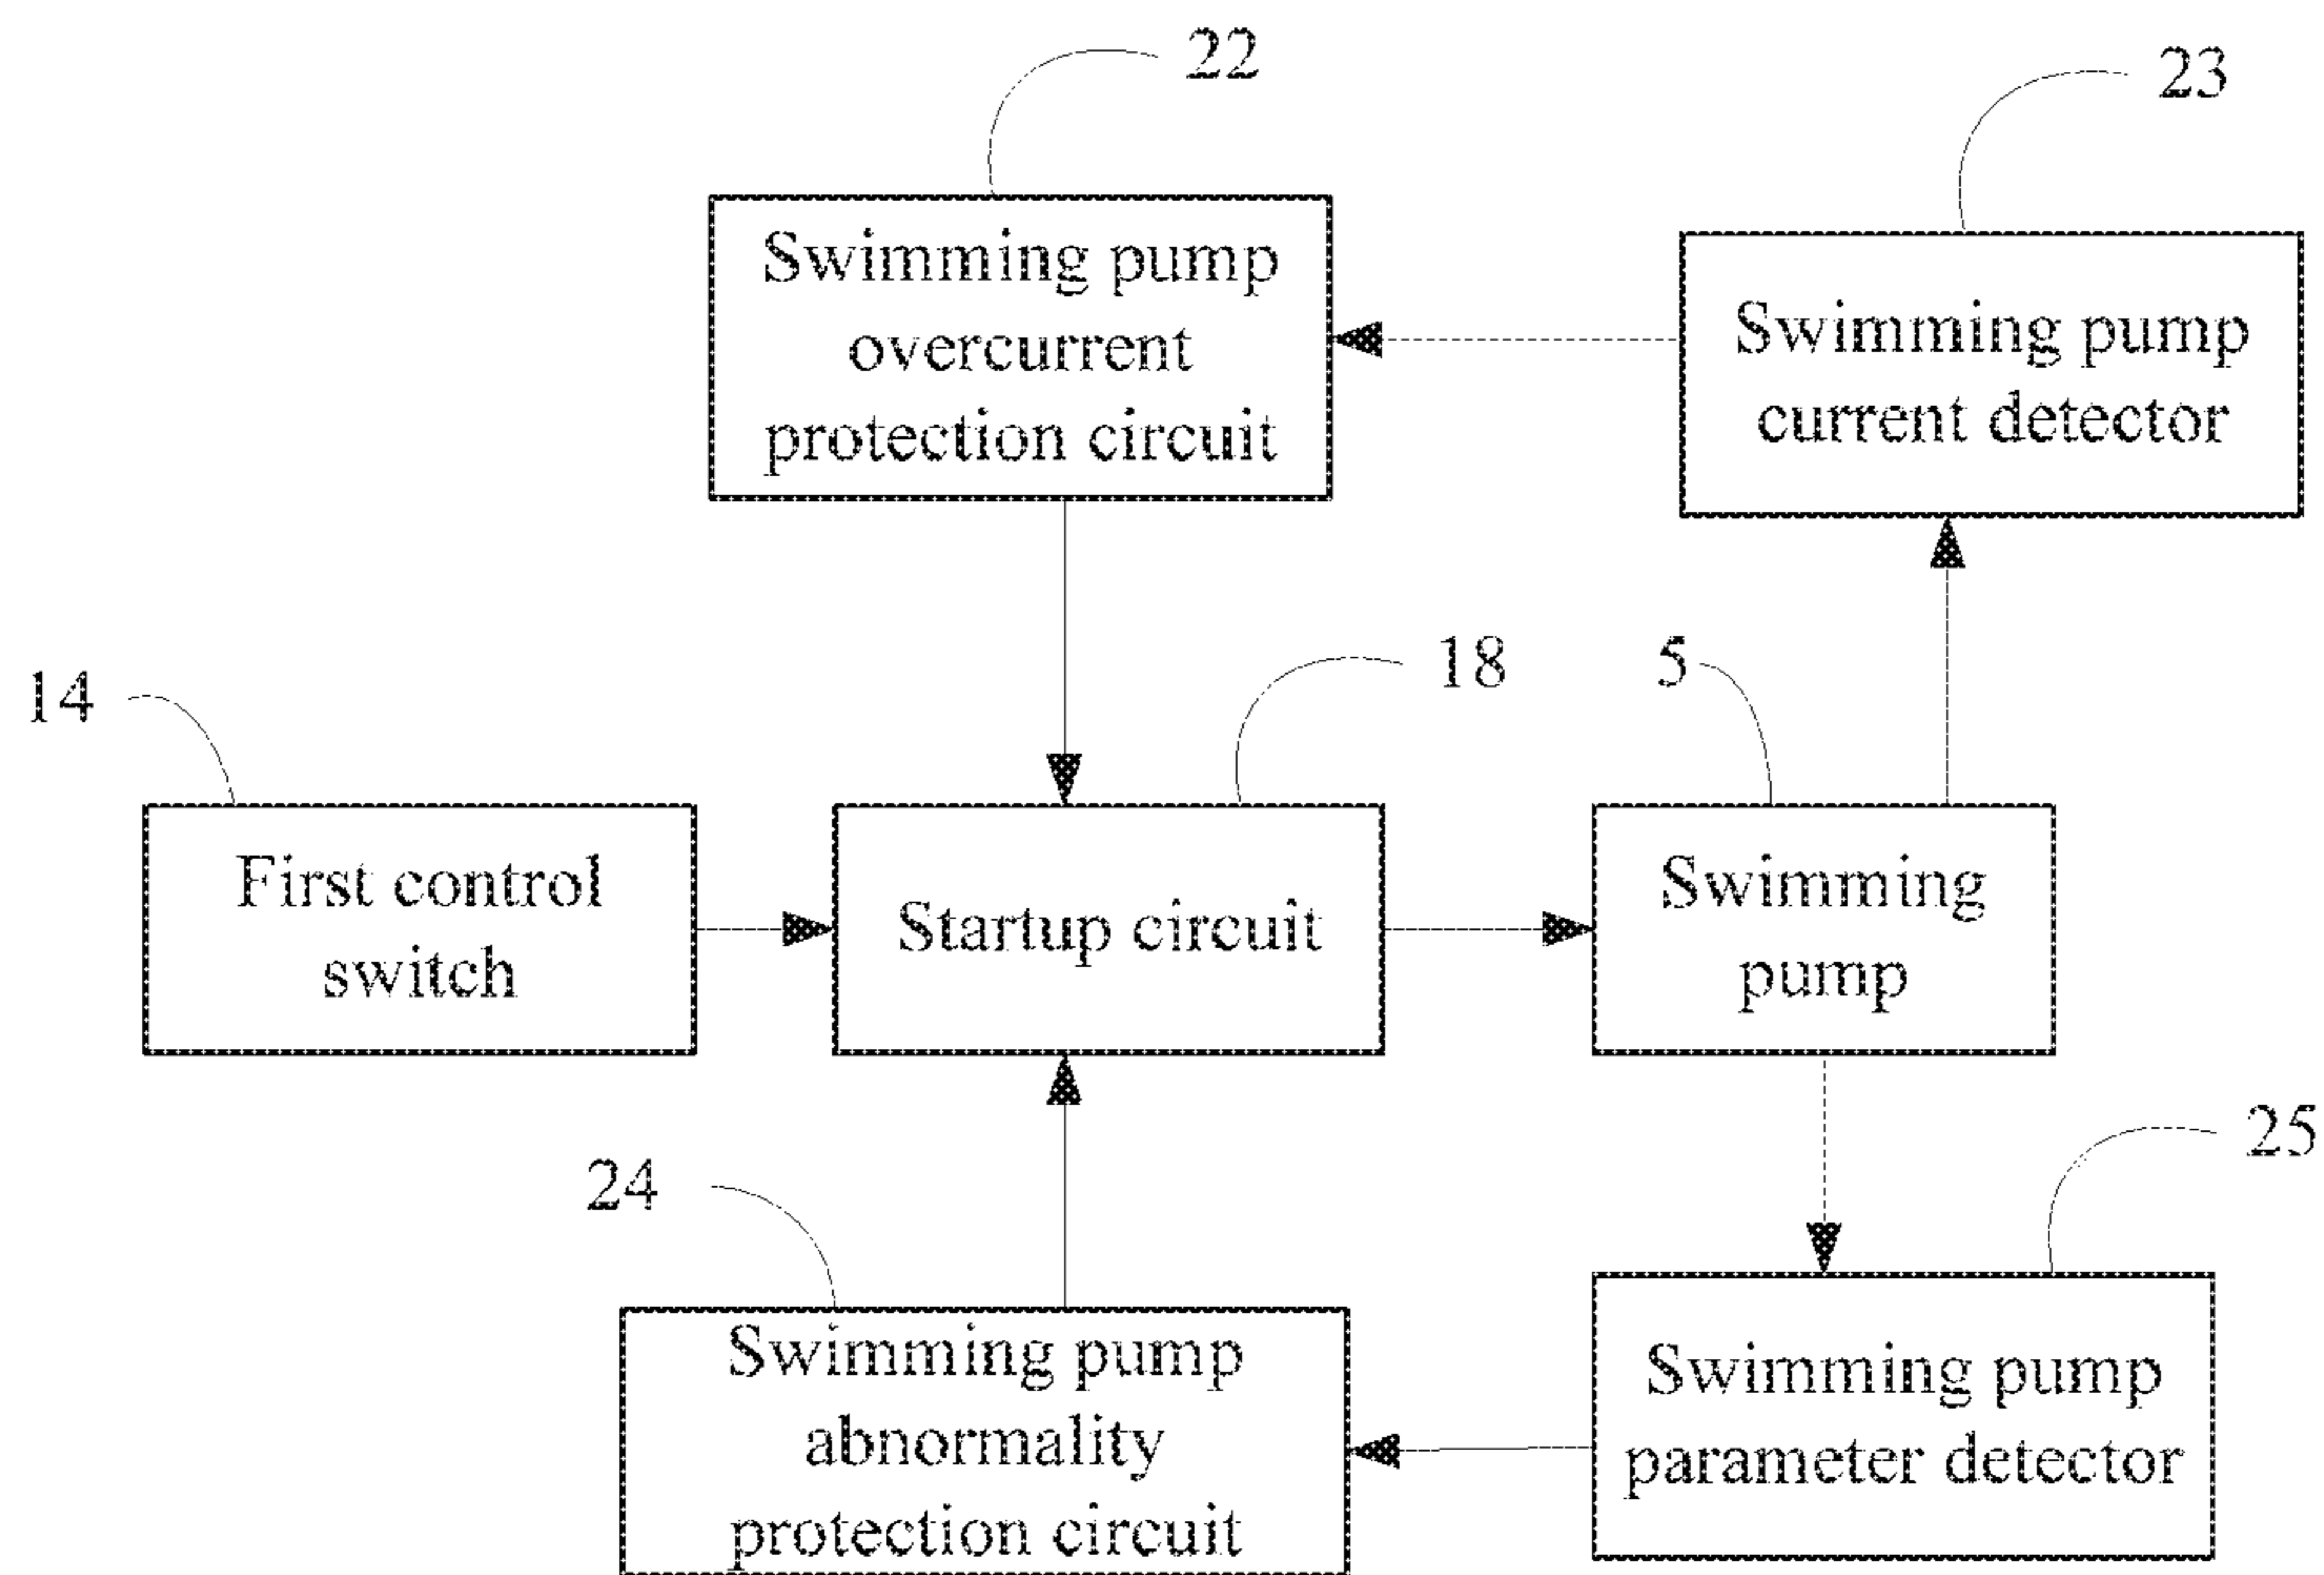 22
23
Swimming pump
overcurrent
protection circuit
Swimming pump
current detector
14
18
5
First control
switch
Startup circuit
Swimming
pump
24
25
Swimming pump
abnormality
protection circuit
Swimming pump
parameter detector